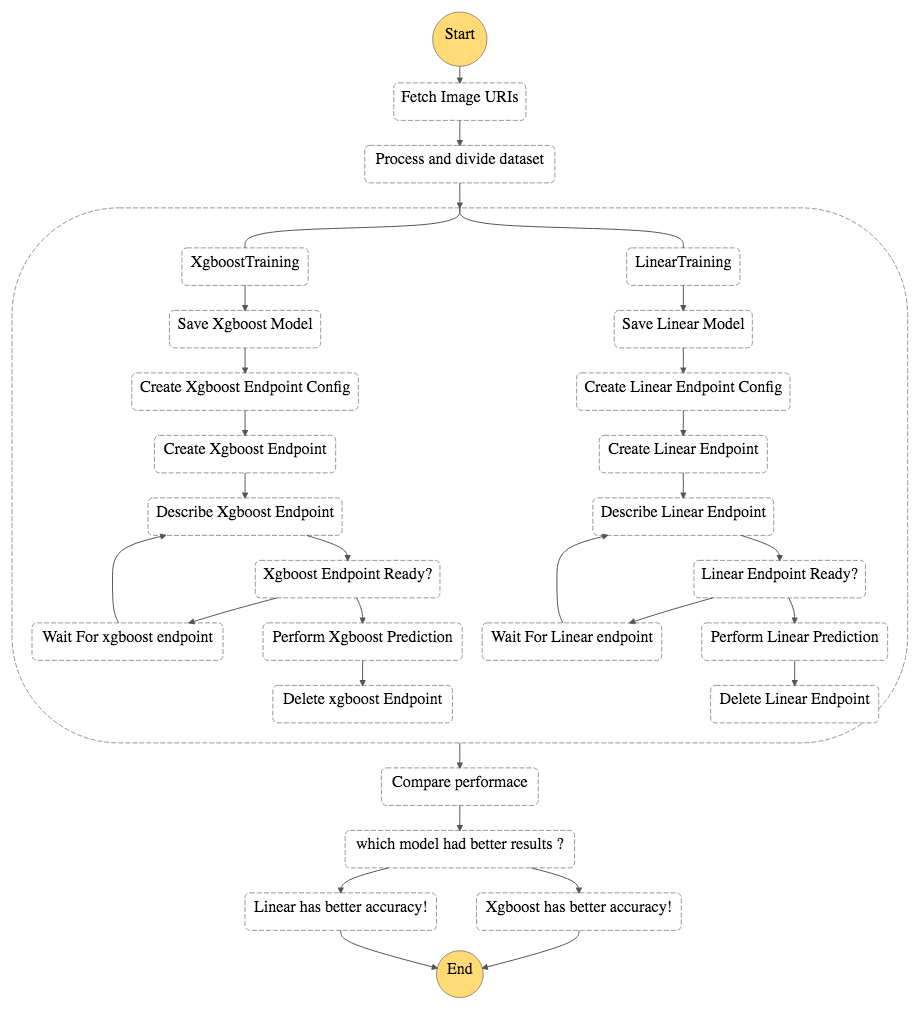 Start
Fetch Image URIs
Process and divide dataset
XgboostTraining
LinearTraining
Save Xgboost Model
Save Linear Model
Create Xgboost Endpoint Config
Create Linear Endpoint Config
Create Xgboost Endpoint
Create Linear Endpoint
Describe Xgboost Endpoint
Describe Linear Endpoint
Xgboost Endpoint Ready?
Linear Endpoint Ready?
Wait For xgboost endpoint
Perform Xgboost Prediction
Wait For Linear endpoint
Perform Linear Prediction
Delete xgboost Endpoint
Delete Linear Endpoint
Compare performace
which model had better results ?
Linear has better accuracy!
Xgboost has better accuracy!
End